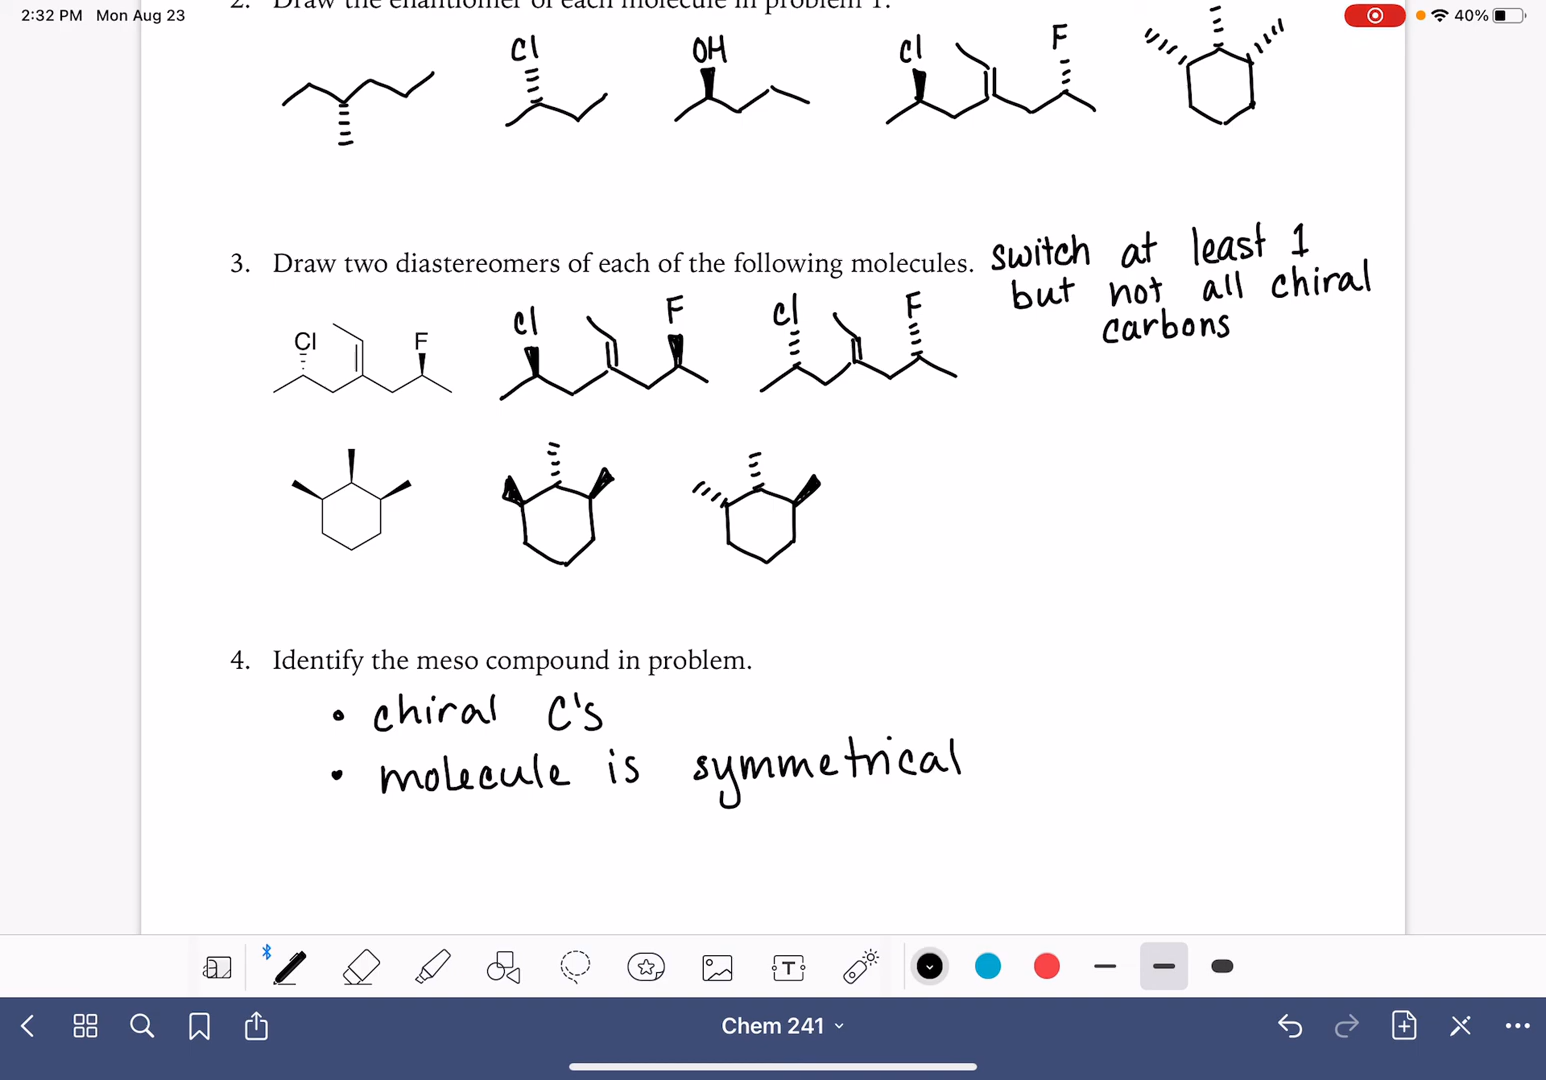 2:32 PM Mon Aug 23
40%
2. Draw the enantiomer of each molecule in problem 1.
Cl
OH
Cl
F
3. Draw two diastereomers of each of the following molecules. switch at least 1
but not all chiral
carbons
Cl
F
Cl
F
Cl
F
4. Identify the meso compound in problem.
• chiral C's
• molecule is symmetrical
T
Chem 241